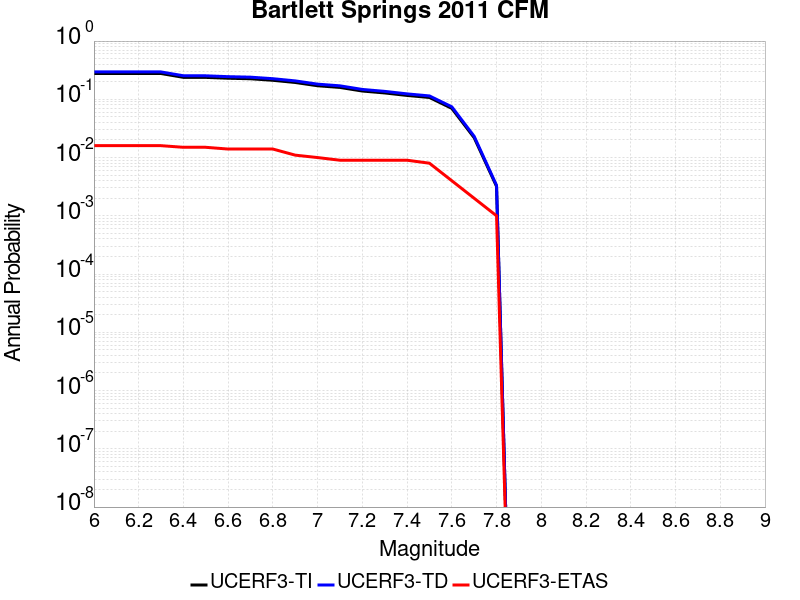 Bartlett Springs 2011 CFM
10^0
10^-1
10^-2
10^-3
10^-4
10^-5
10^-6
10^-7
10^-8
Annual Probability
6 6.2 6.4 6.6 6.8 7 7.2 7.4 7.6 7.8 8 8.2 8.4 8.6 8.8 9
Magnitude
UCERF3-TI UCERF3-TD UCERF3-ETAS